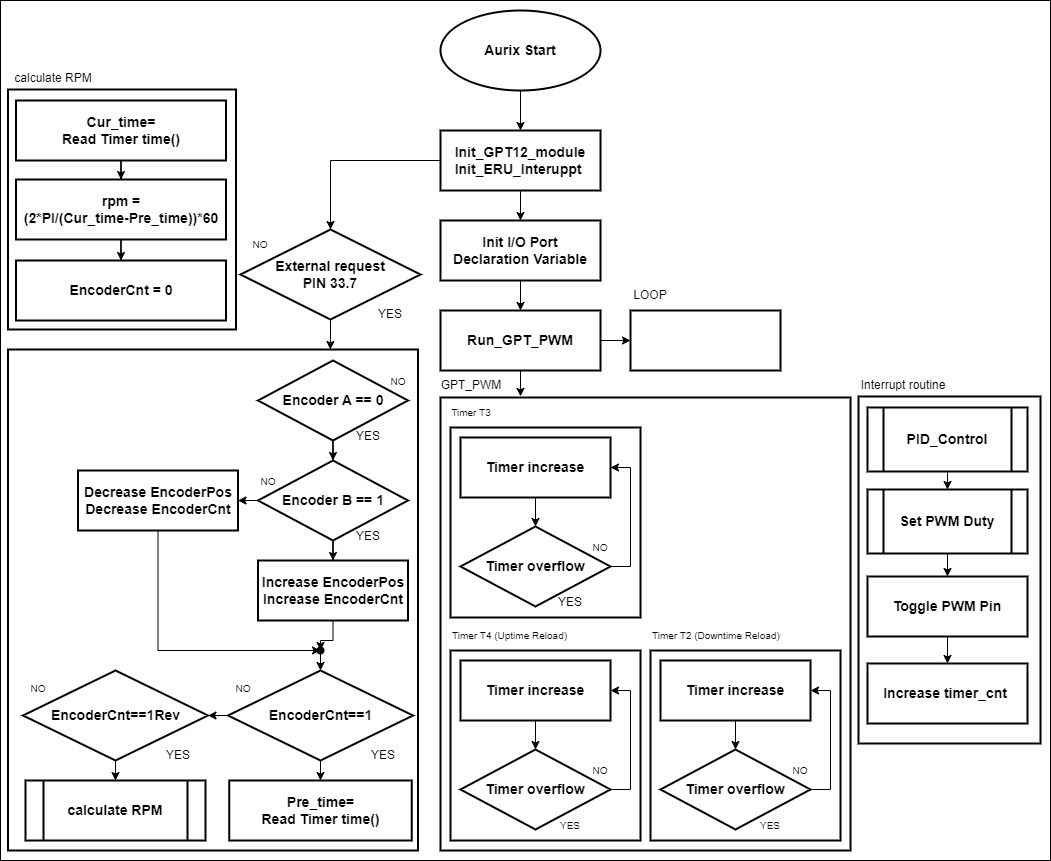 Aurix Start
calculate RPM
Cur_time=
Read Timer time()
rpm =
(2*PI/(Cur_time-Pre_time))*60
EncoderCnt = 0
Init_GPT12_module
Init_ERU_Interuppt
Init I/O Port
Declaration Variable
Run_GPT_PWM
LOOP
NO
External request
PIN 33.7
YES
NO
Encoder A == 0
YES
NO
Encoder B == 1
YES
Decrease EncoderPos
Decrease EncoderCnt
Increase EncoderPos
Increase EncoderCnt
NO
EncoderCnt==1Rev
YES
NO
EncoderCnt==1
YES
calculate RPM
Pre_time=
Read Timer time()
GPT_PWM
Timer T3
Timer increase
NO
Timer overflow
YES
Timer T4 (Uptime Reload)
Timer increase
NO
Timer overflow
YES
Timer T2 (Downtime Reload)
Timer increase
NO
Timer overflow
YES
Interrupt routine
PID_Control
Set PWM Duty
Toggle PWM Pin
Increase timer_cnt